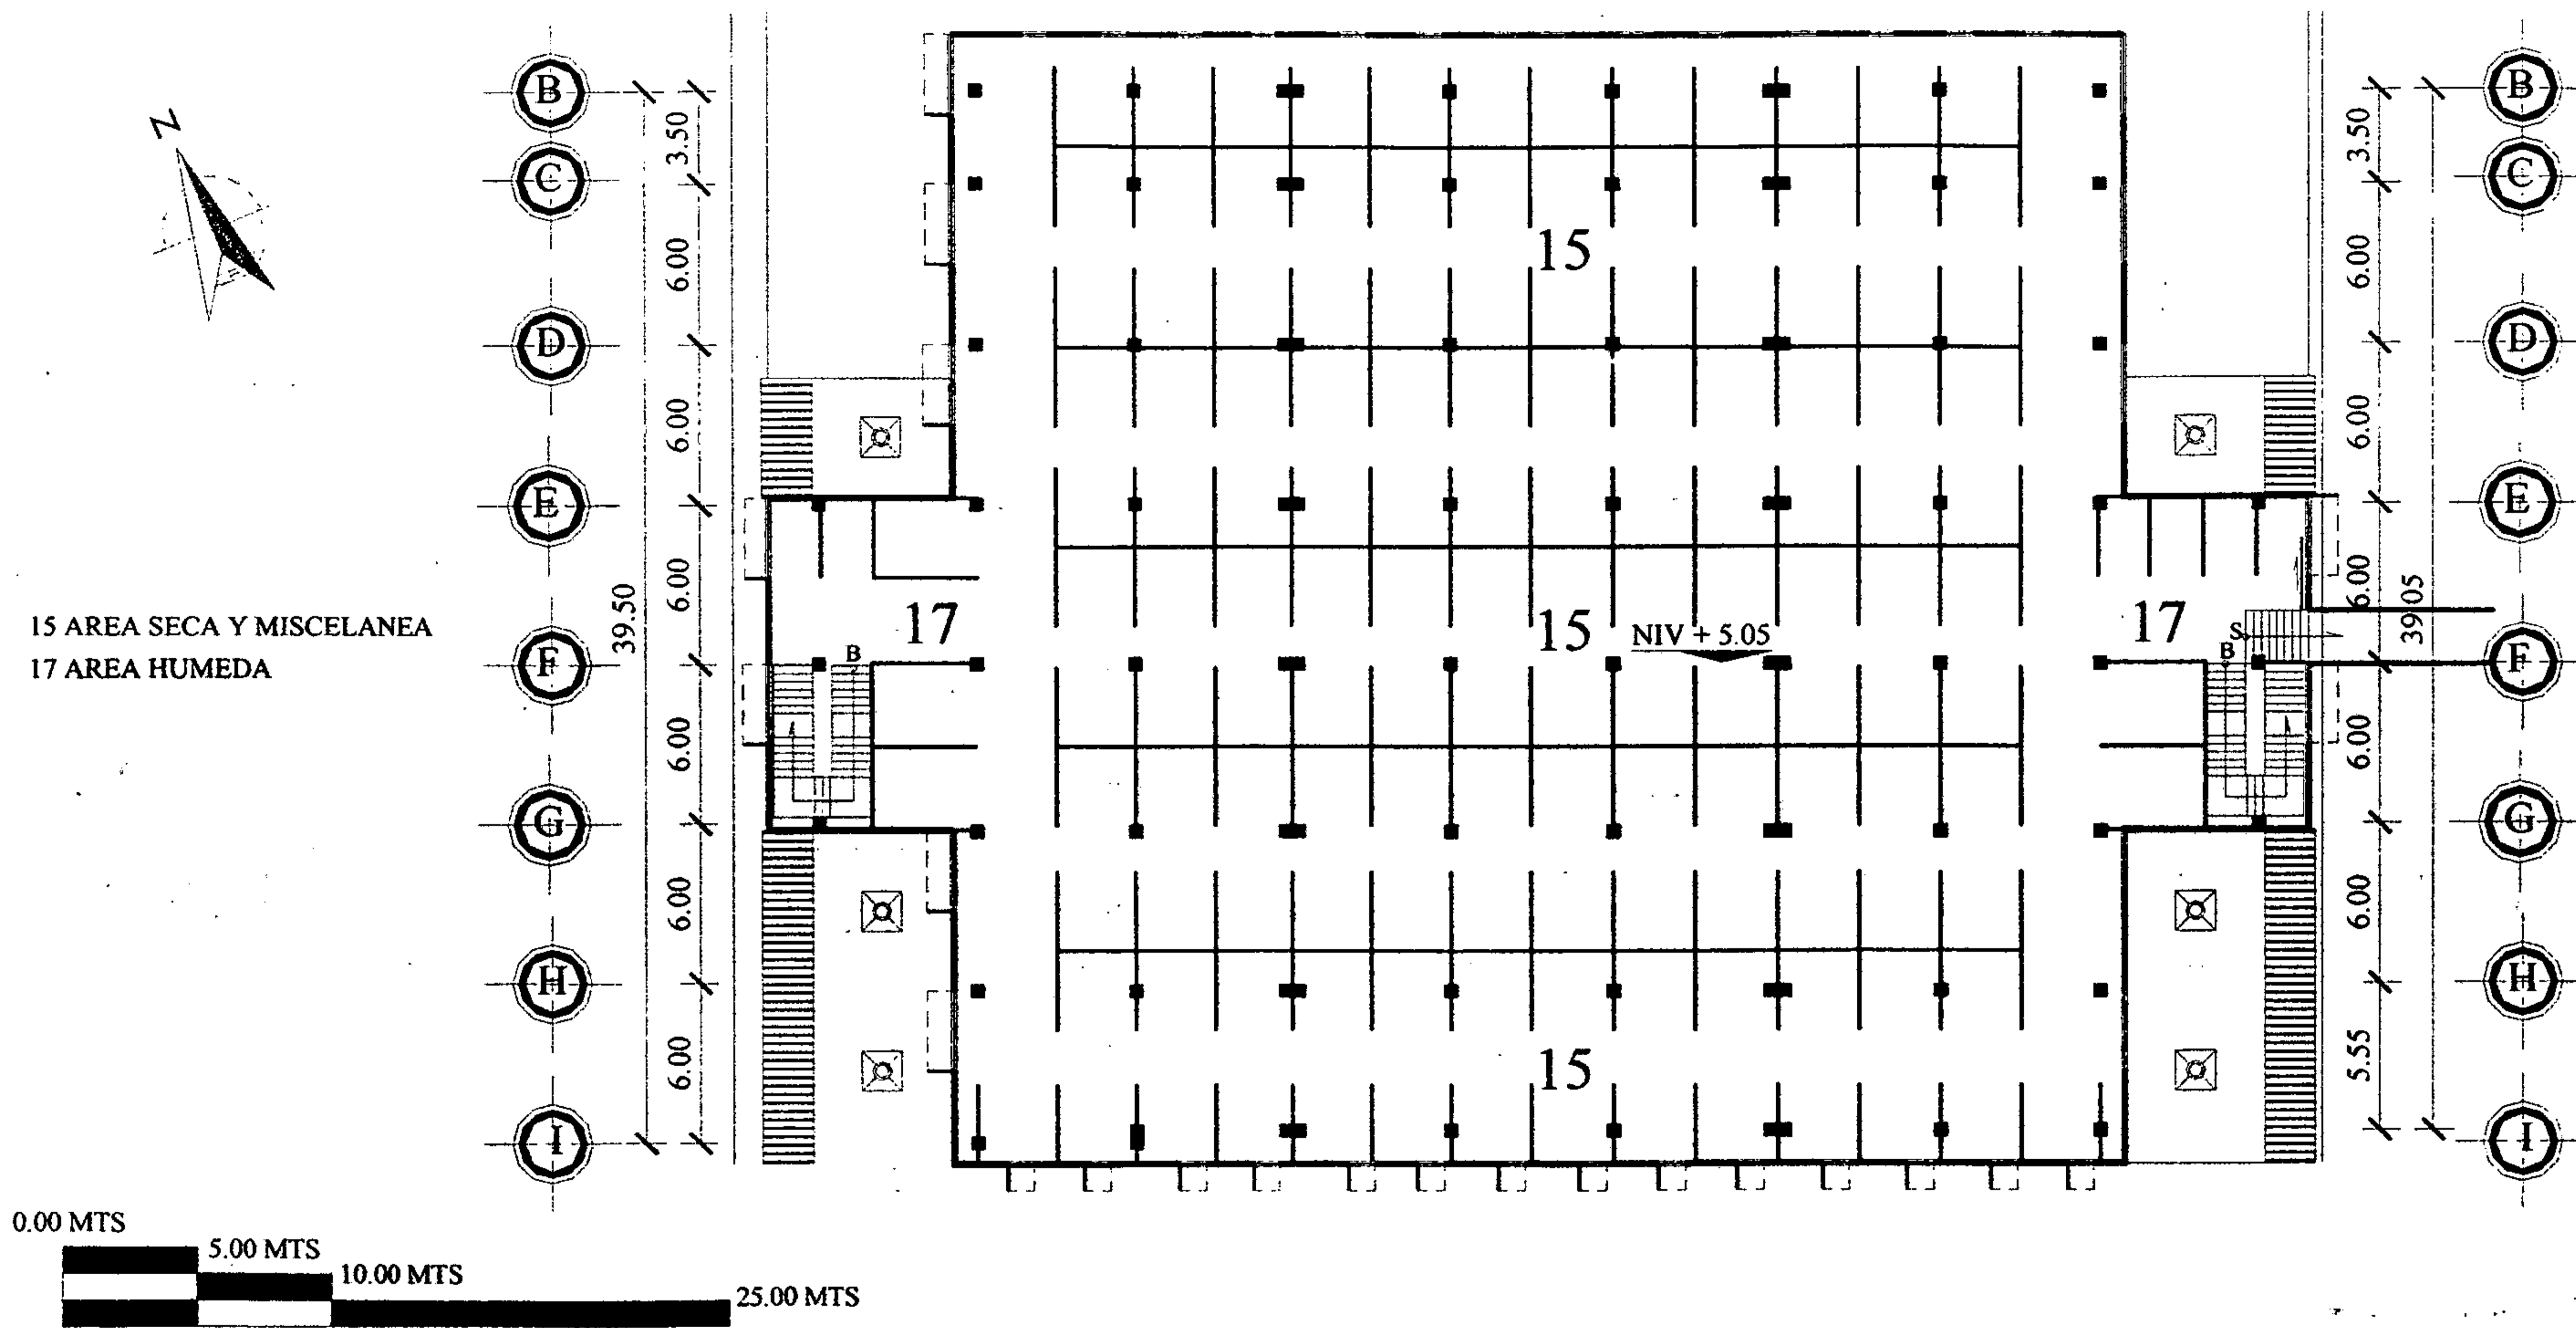 B
C
D
E
F
G
H
I
3.50
6.00
6.00
6.00
6.00
6.00
6.00
39.50
Z
15 AREA SECA Y MISCELANEA
17 AREA HUMEDA
15
15
15
NIV + 5.05
17
B
17
S
B
3.50
6.00
6.00
6.00
6.00
6.00
5.55
39.05
B
C
D
E
F
G
H
I
0.00 MTS
5.00 MTS
10.00 MTS
25.00 MTS